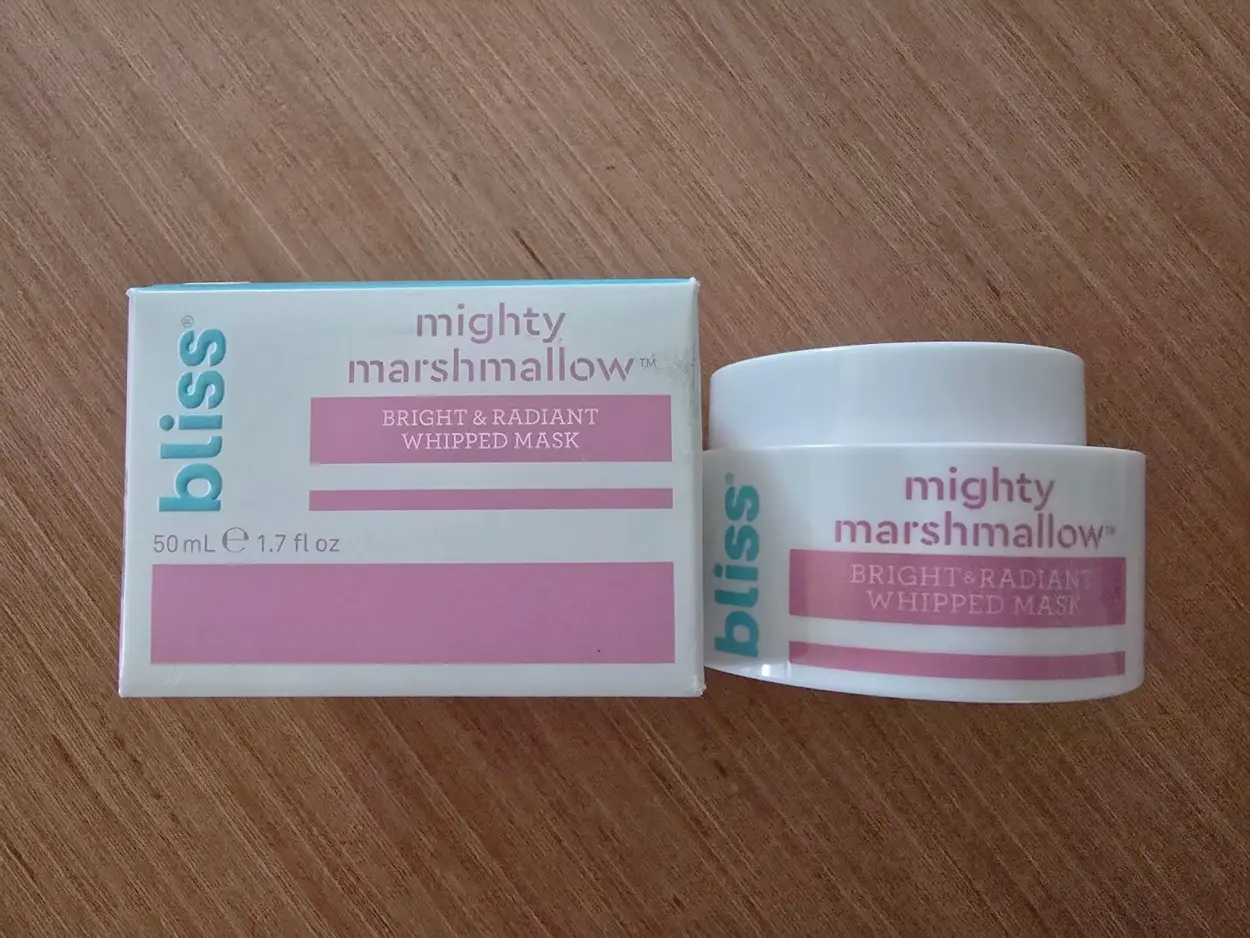 bliss®
mighty
marshmallow™
BRIGHT & RADIANT
WHIPPED MASK
50 mL ℮ 1.7 fl oz
bliss®
mighty
marshmallow™
BRIGHT & RADIANT
WHIPPED MASK